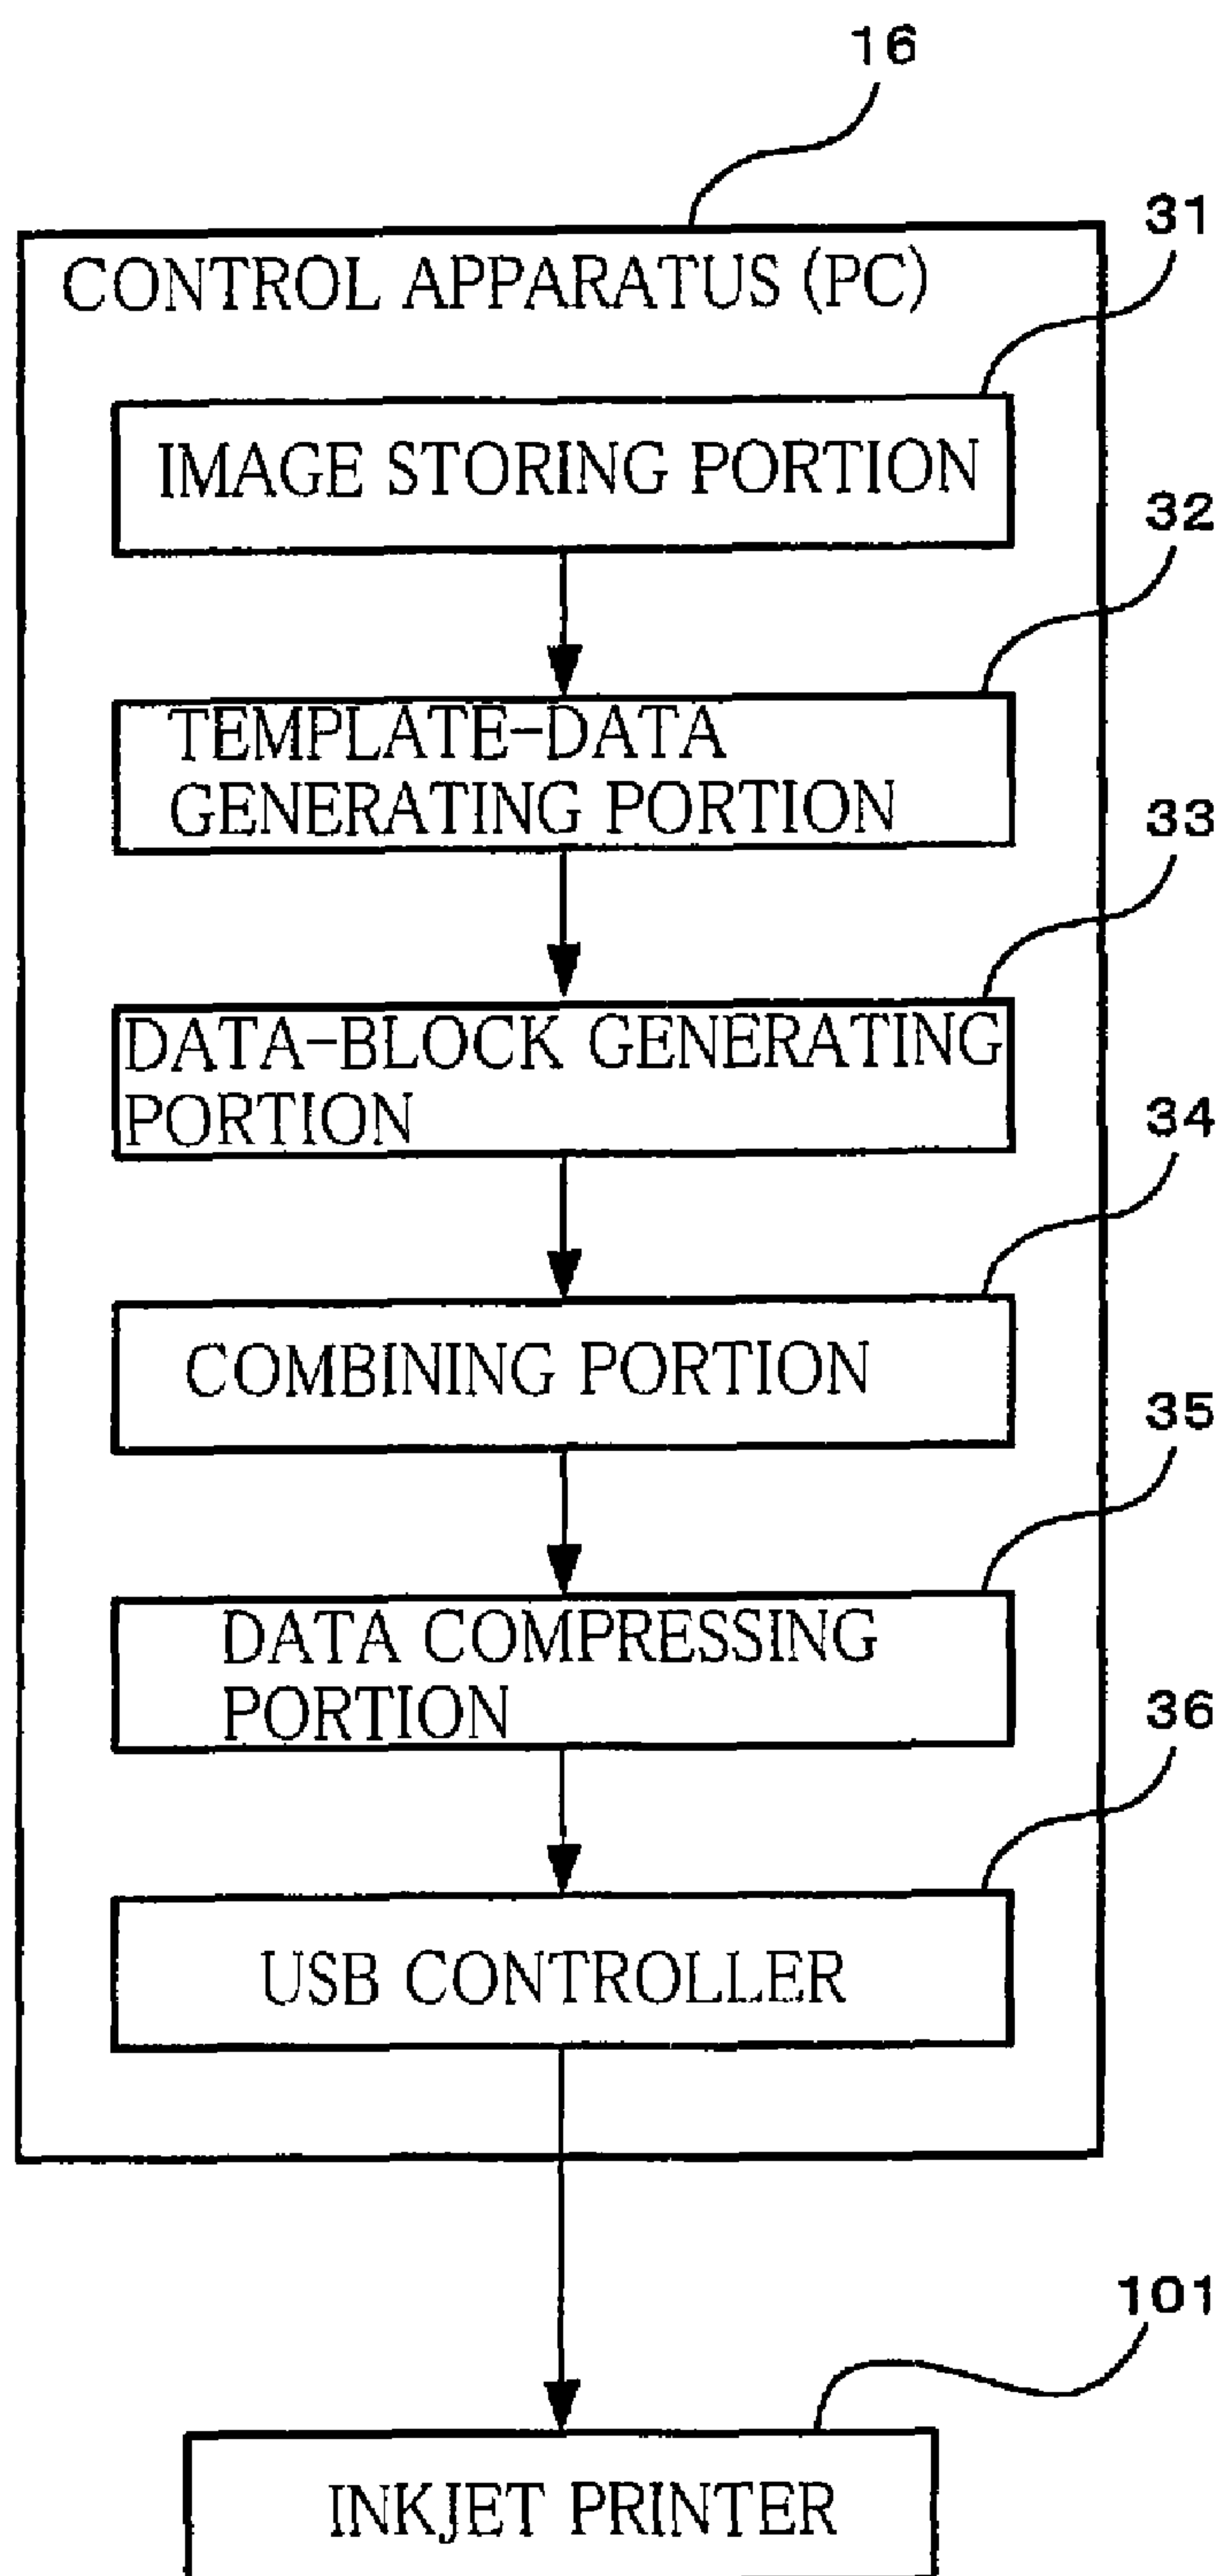 16
CONTROL APPARATUS (PC)
31
IMAGE STORING PORTION
32
TEMPLATE-DATA
GENERATING PORTION
33
DATA-BLOCK GENERATING
PORTION
34
COMBINING PORTION
35
DATA COMPRESSING
PORTION
36
USB CONTROLLER
101
INKJET PRINTER